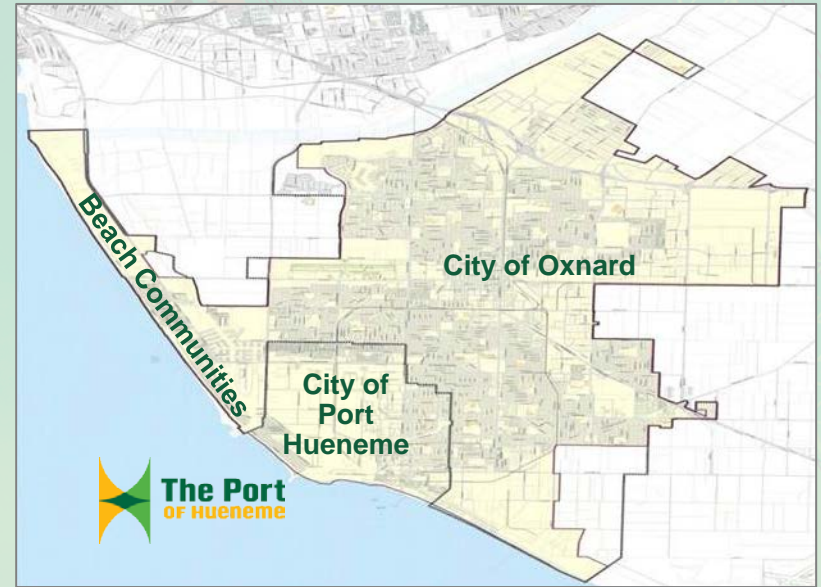 Beach Communities
City of Oxnard
City of
Port
Hueneme
The Port
OF HUENEME